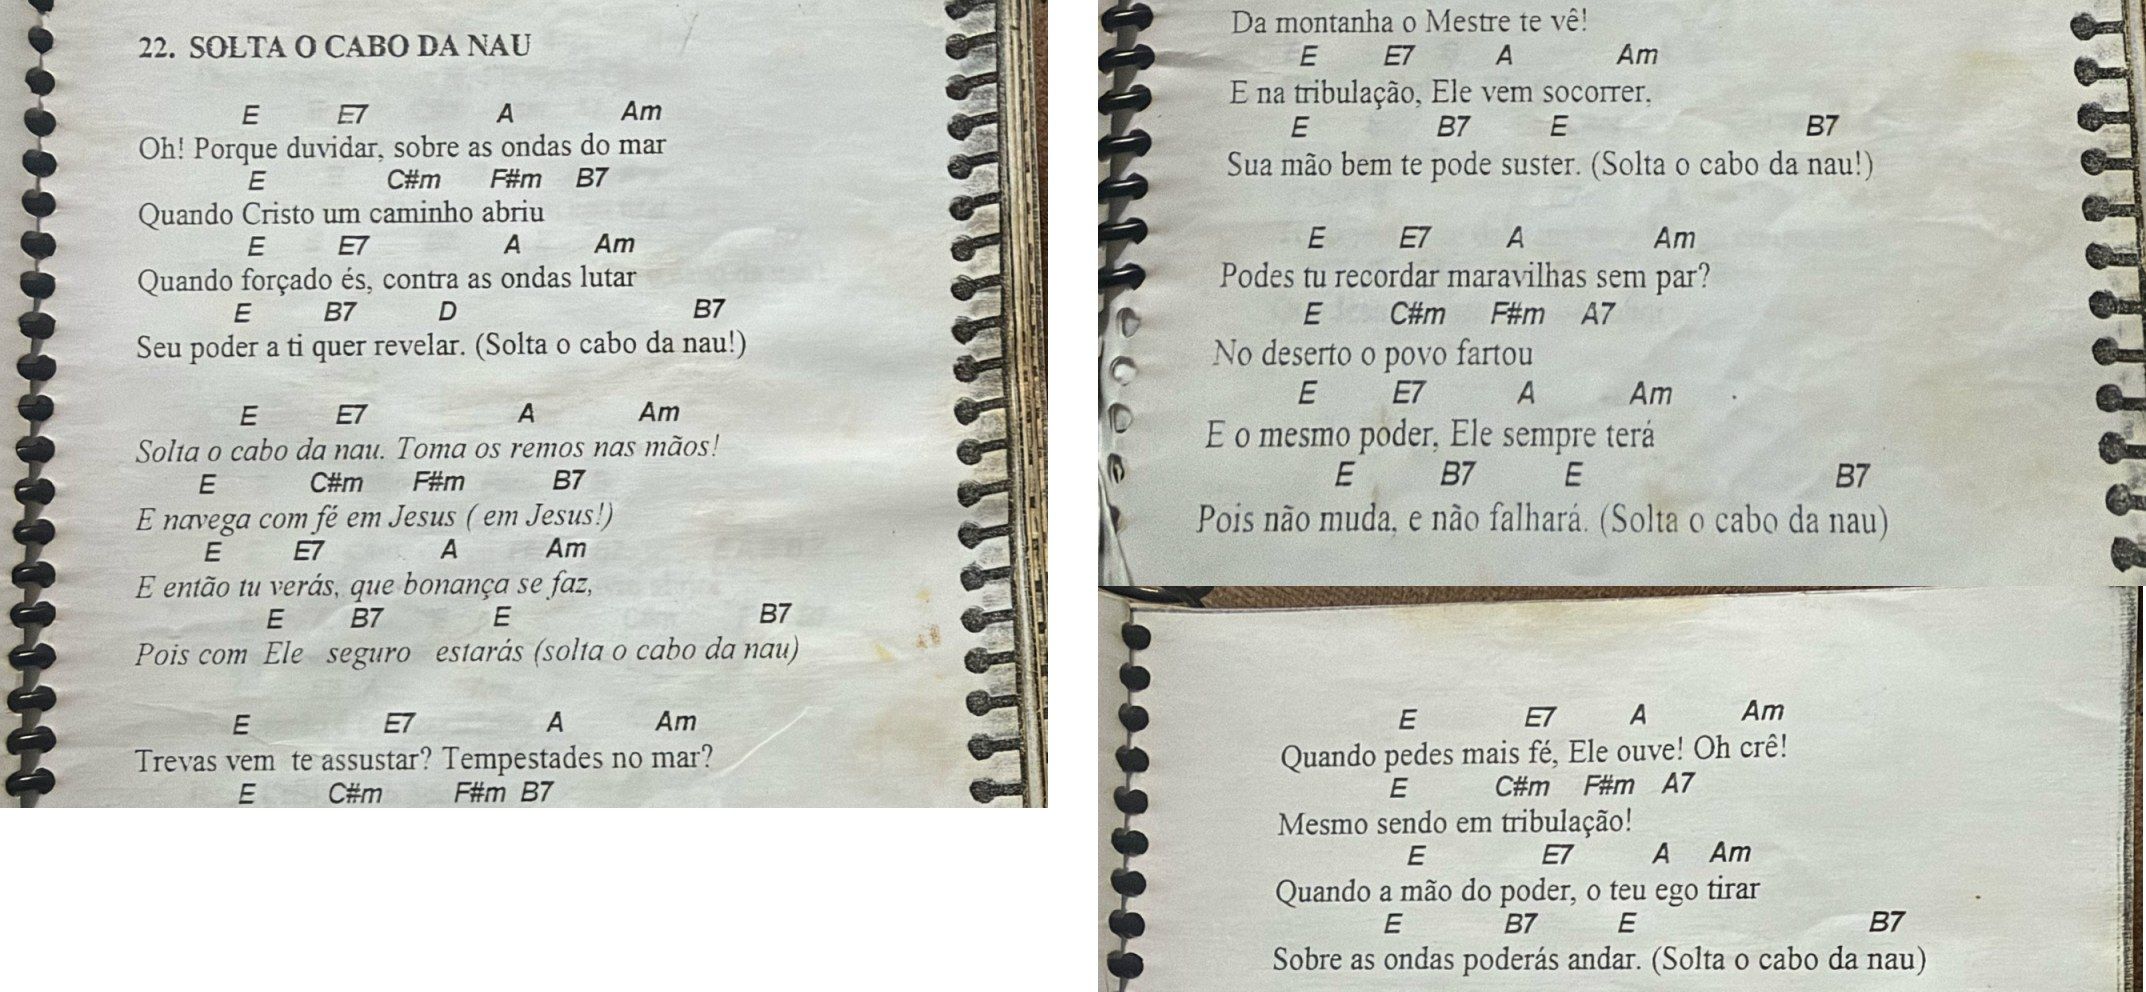 22. SOLTA O CABO DA NAU
E E7 A Am
Oh! Porque duvidar, sobre as ondas do mar
E C#m F#m B7
Quando Cristo um caminho abriu
E E7 A Am
Quando forçado és, contra as ondas lutar
E B7 D B7
Seu poder a ti quer revelar. (Solta o cabo da nau!)
E E7 A Am
Solta o cabo da nau. Toma os remos nas mãos!
E C#m F#m B7
E navega com fé em Jesus ( em Jesus!)
E E7 A Am
E então tu verás, que bonança se faz,
E B7 E B7
Pois com Ele seguro estarás (solta o cabo da nau)
E E7 A Am
Trevas vem te assustar? Tempestades no mar?
E C#m F#m B7
Da montanha o Mestre te vê!
E E7 A Am
E na tribulação, Ele vem socorrer,
E B7 E B7
Sua mão bem te pode suster. (Solta o cabo da nau!)
E E7 A Am
Podes tu recordar maravilhas sem par?
E C#m F#m A7
No deserto o povo fartou
E E7 A Am
E o mesmo poder, Ele sempre terá
E B7 E B7
Pois não muda, e não falhará. (Solta o cabo da nau)
E E7 A Am
Quando pedes mais fé, Ele ouve! Oh crê!
E C#m F#m A7
Mesmo sendo em tribulação!
E E7 A Am
Quando a mão do poder, o teu ego tirar
E B7 E B7
Sobre as ondas poderás andar. (Solta o cabo da nau)